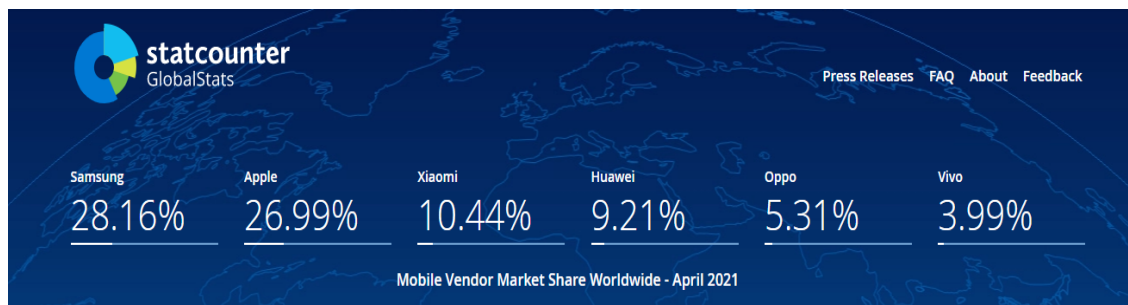 statcounter
GlobalStats
Press Releases FAQ About Feedback
Samsung Apple Xiaomi Huawei Oppo Vivo
28.16% 26.99% 10.44% 9.21% 5.31% 3.99%
Mobile Vendor Market Share Worldwide - April 2021